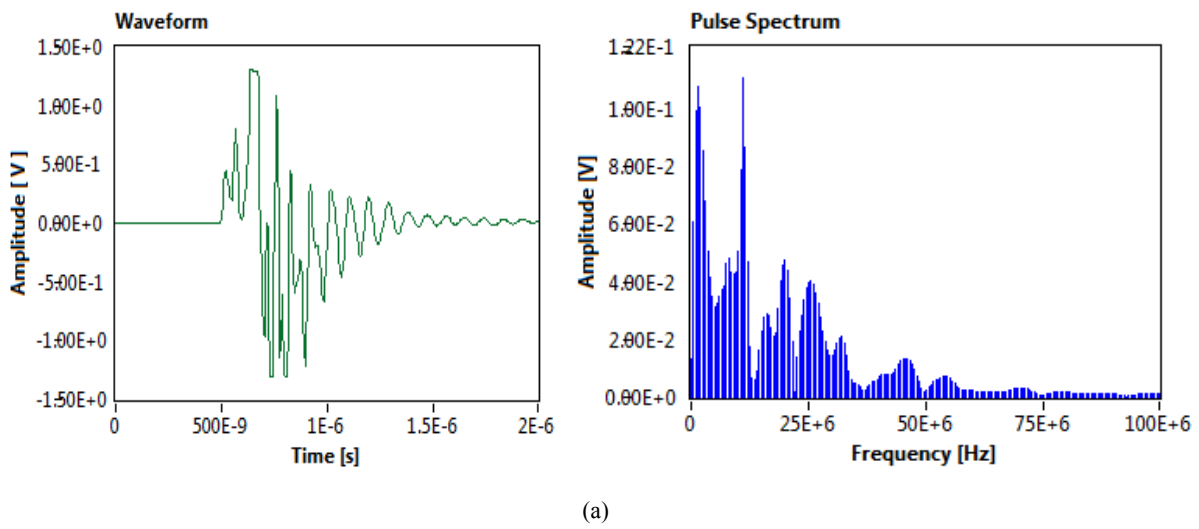 Waveform
Amplitude [ V ]
1.50E+0
1.00E+0
5.00E-1
0.00E+0
-5.00E-1
-1.00E+0
-1.50E+0
0 500E-9 1E-6 1.5E-6 2E-6
Time [s]
Pulse Spectrum
Amplitude [V]
1.22E-1
1.00E-1
8.00E-2
6.00E-2
4.00E-2
2.00E-2
0.00E+0
0 25E+6 50E+6 75E+6 100E+6
Frequency [Hz]
(a)